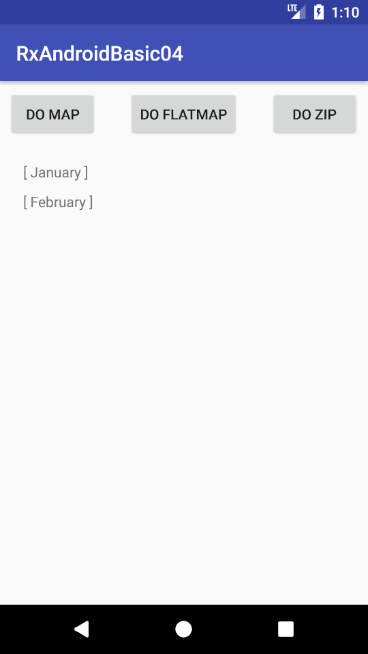 LTE 1:10
RxAndroidBasic04
DO MAP DO FLATMAP DO ZIP
[ January ]
[ February ]